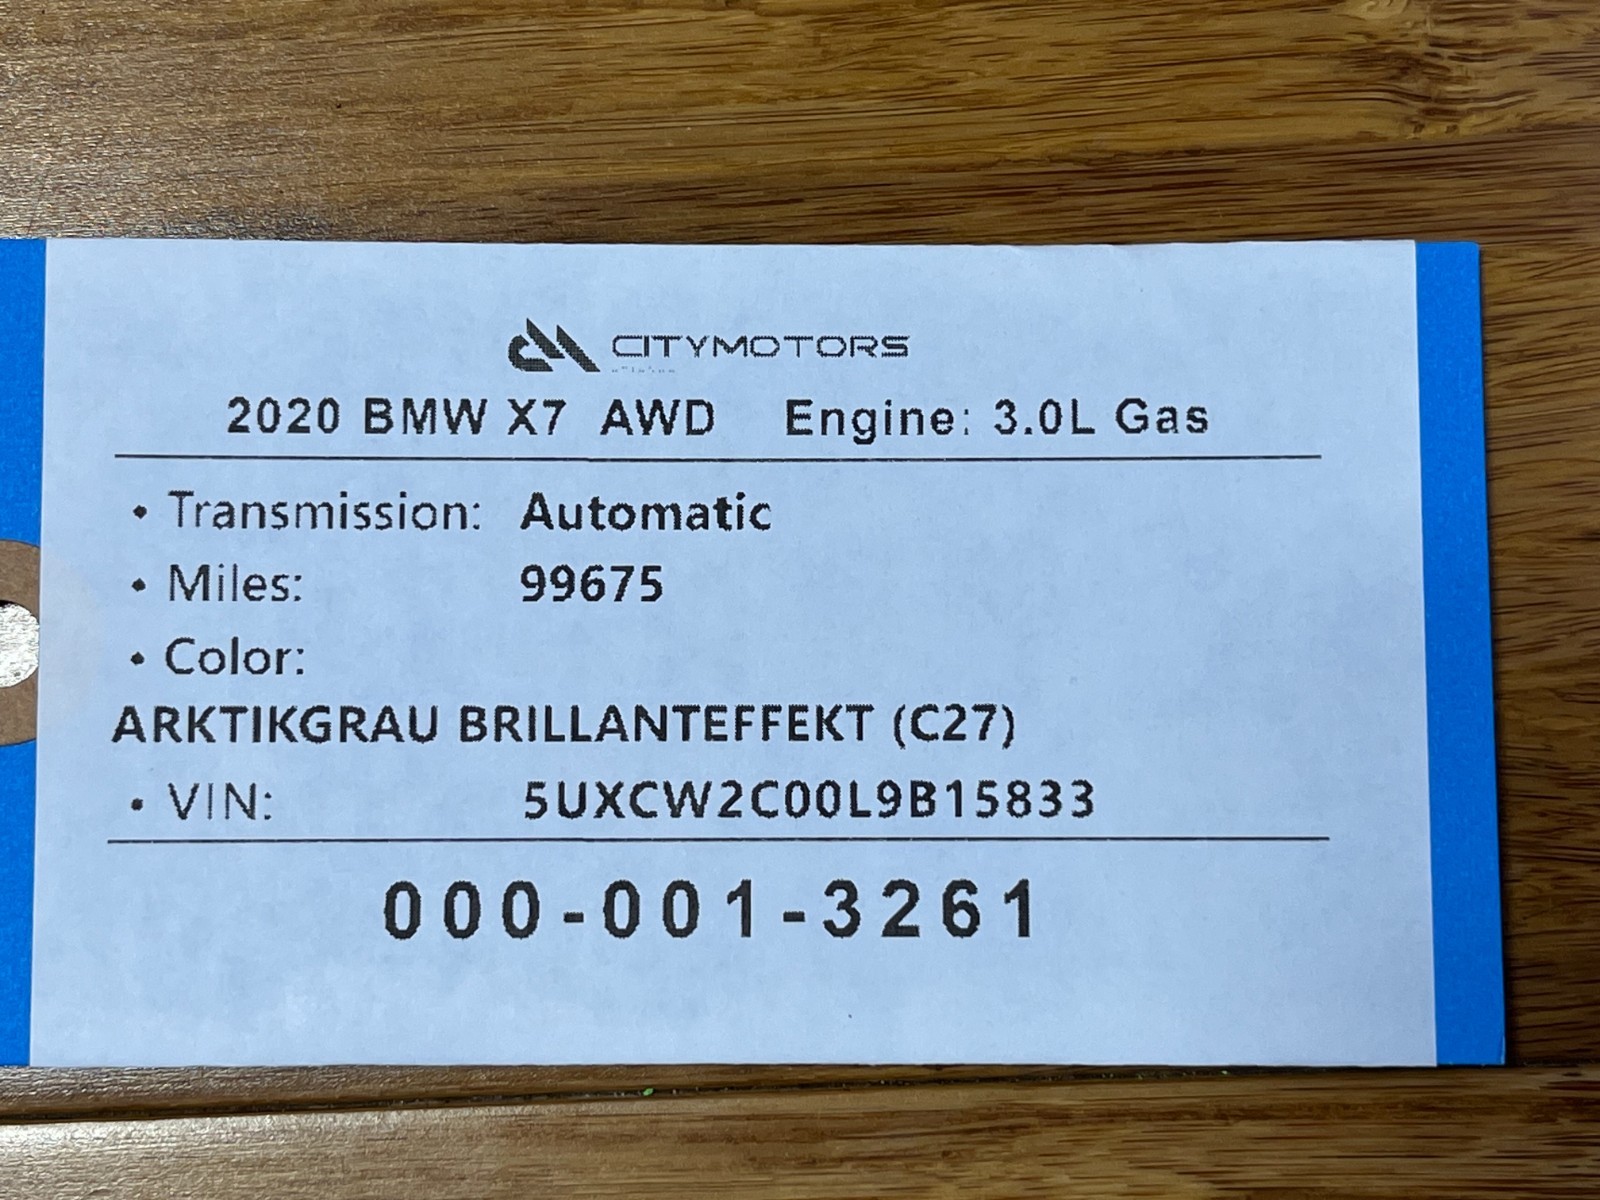 CITYMOTORS
2020 BMW X7 AWD Engine: 3.0L Gas
• Transmission: Automatic
• Miles: 99675
• Color:
ARKTIKGRAU BRILLANTEFFEKT (C27)
• VIN: 5UXCW2C00L9B15833
000-001-3261